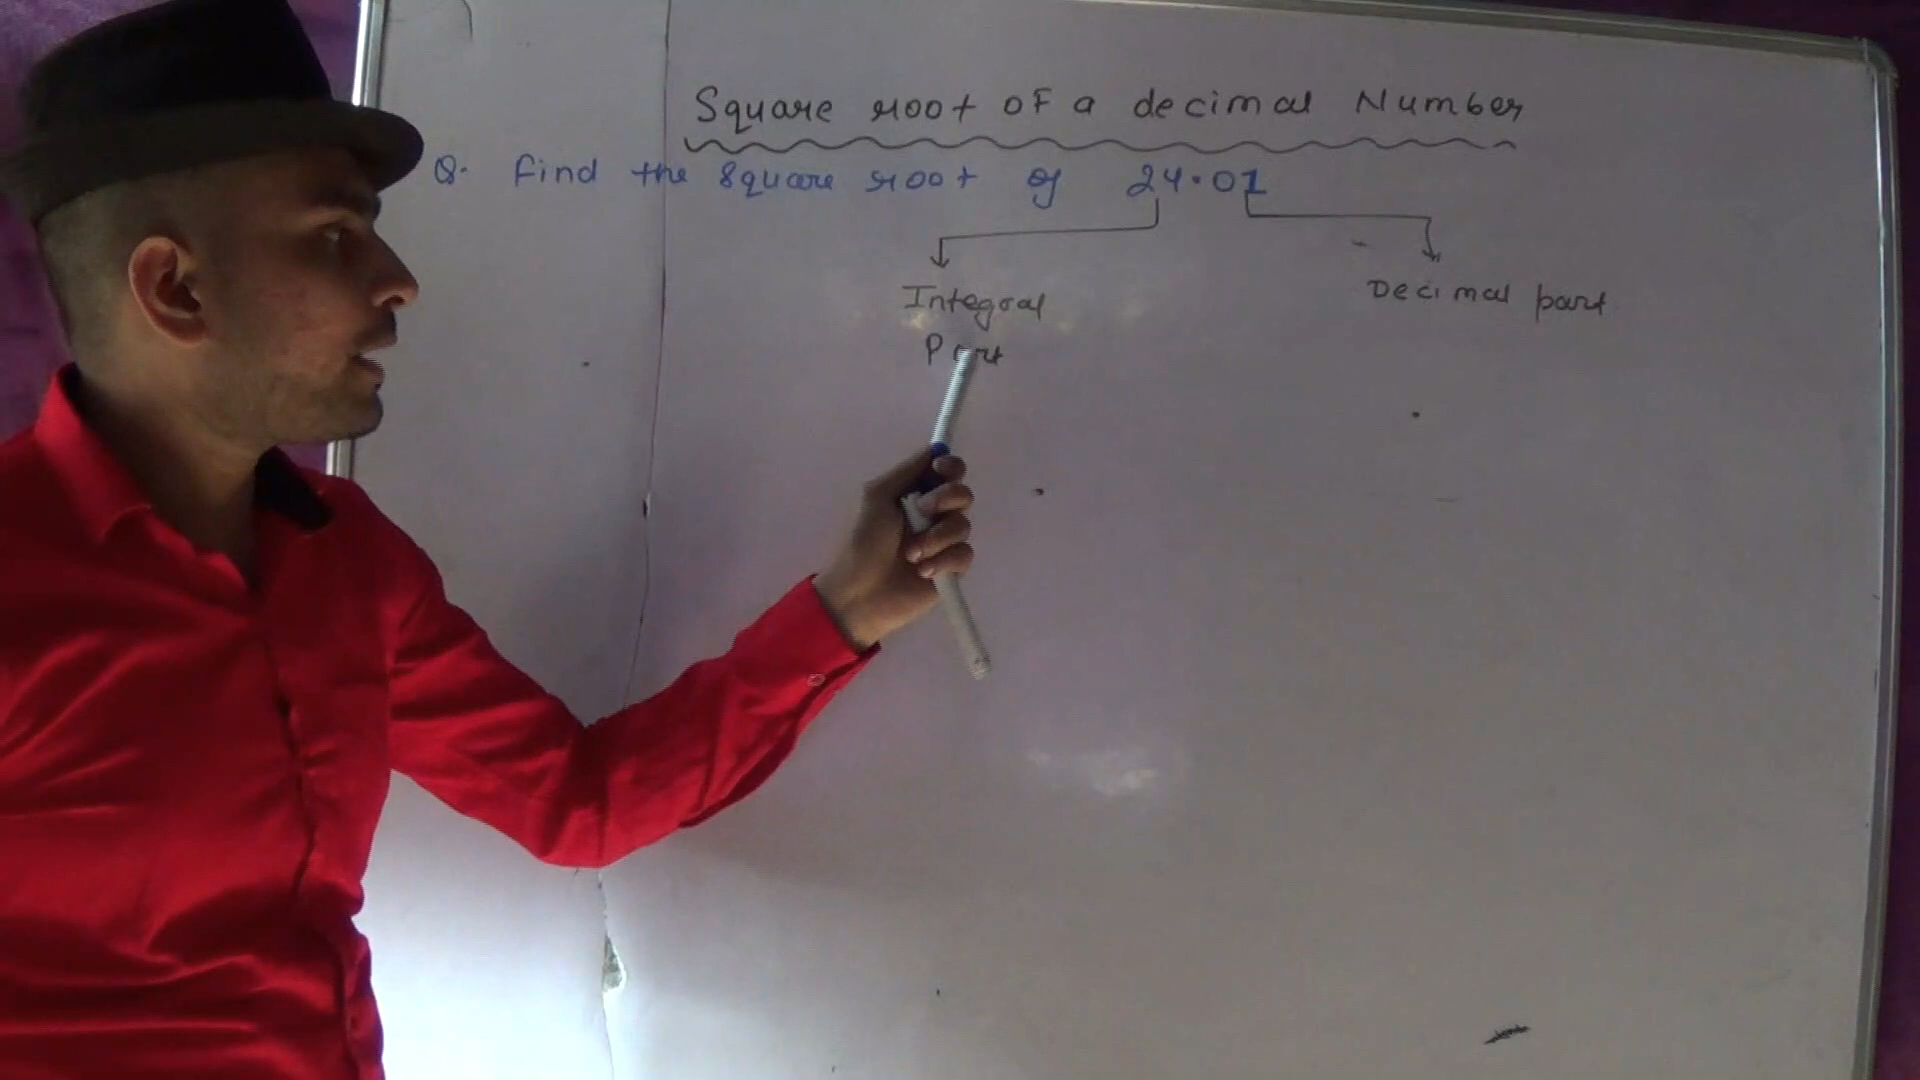 Square root of a decimal Number
Q. Find the square root of 24.01
Integral
Part
Decimal part